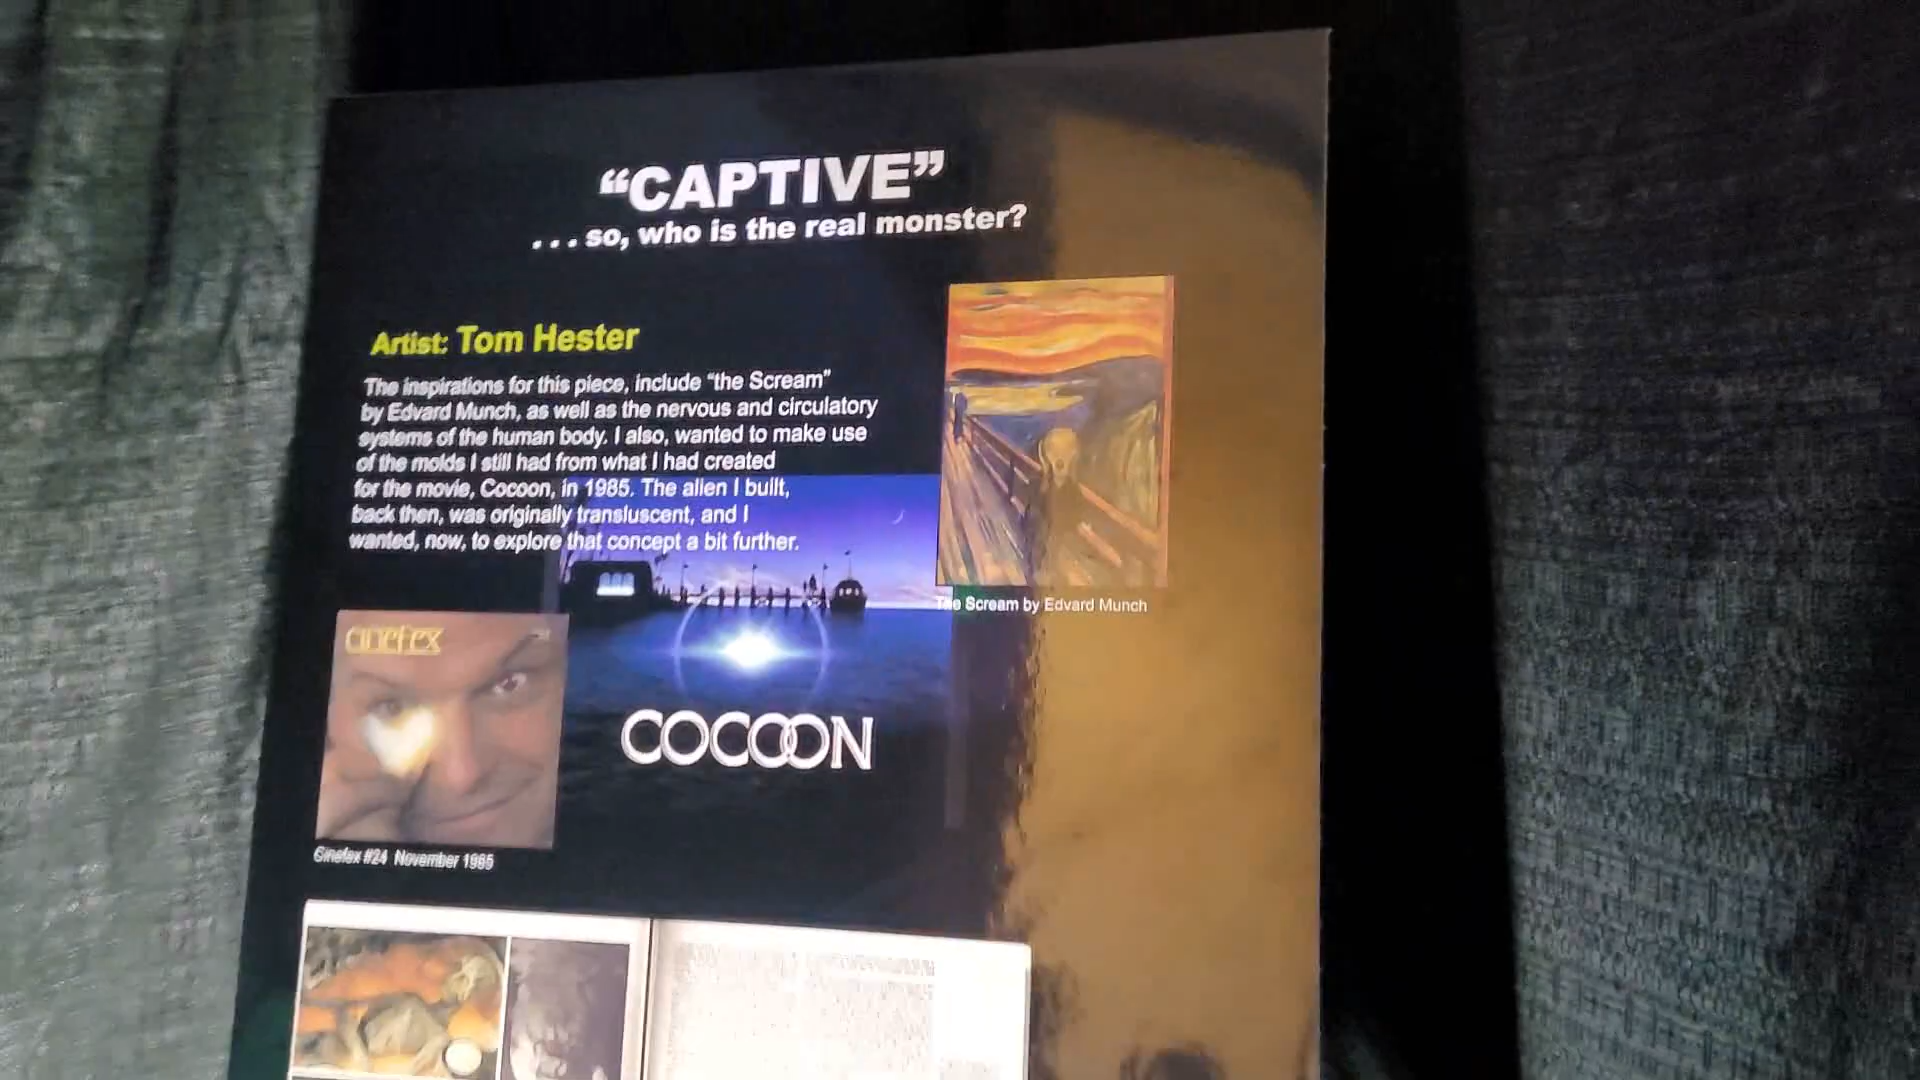 “CAPTIVE”
. . . so, who is the real monster?
Artist: Tom Hester
The inspirations for this piece, include “the Scream”
by Edvard Munch, as well as the nervous and circulatory
systems of the human body. I also, wanted to make use
of the molds I still had from what I had created
for the movie, Cocoon, in 1985. The alien I built,
back then, was originally transluscent, and I
wanted, now, to explore that concept a bit further.
The Scream by Edvard Munch
cinefex
COCOON
Cinefex #24 November 1985